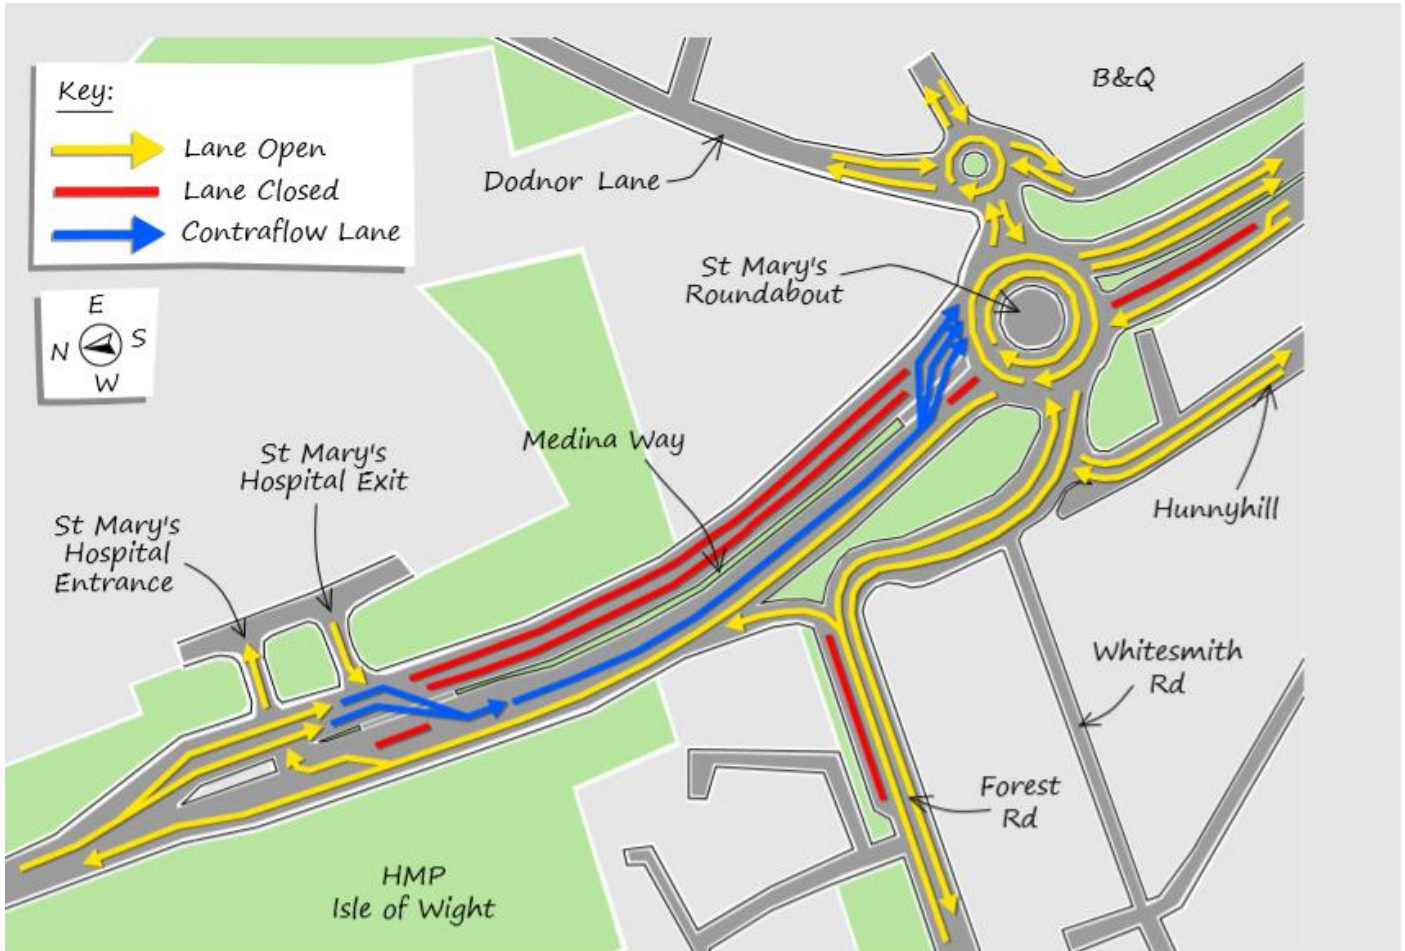 Key:
Lane Open
Lane Closed
Contraflow Lane
E
N
S
W
B&Q
Dodnor Lane
St Mary's
Roundabout
Medina Way
St Mary's
Hospital Exit
St Mary's
Hospital
Entrance
Hunnyhill
Whitesmith
Rd
Forest
Rd
HMP
Isle of Wight